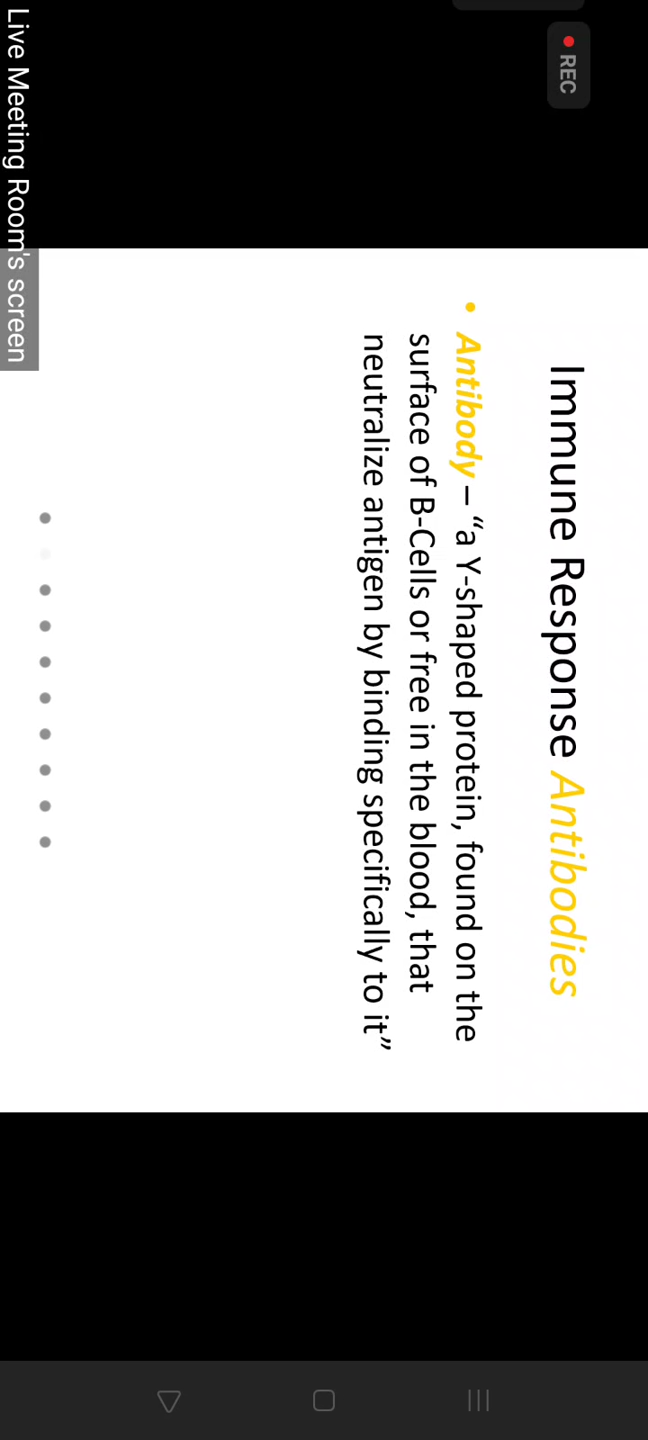 REC
Immune Response Antibodies
• Antibody – “a Y-shaped protein, found on the
surface of B-Cells or free in the blood, that
neutralize antigen by binding specifically to it”
Live Meeting Room's screen